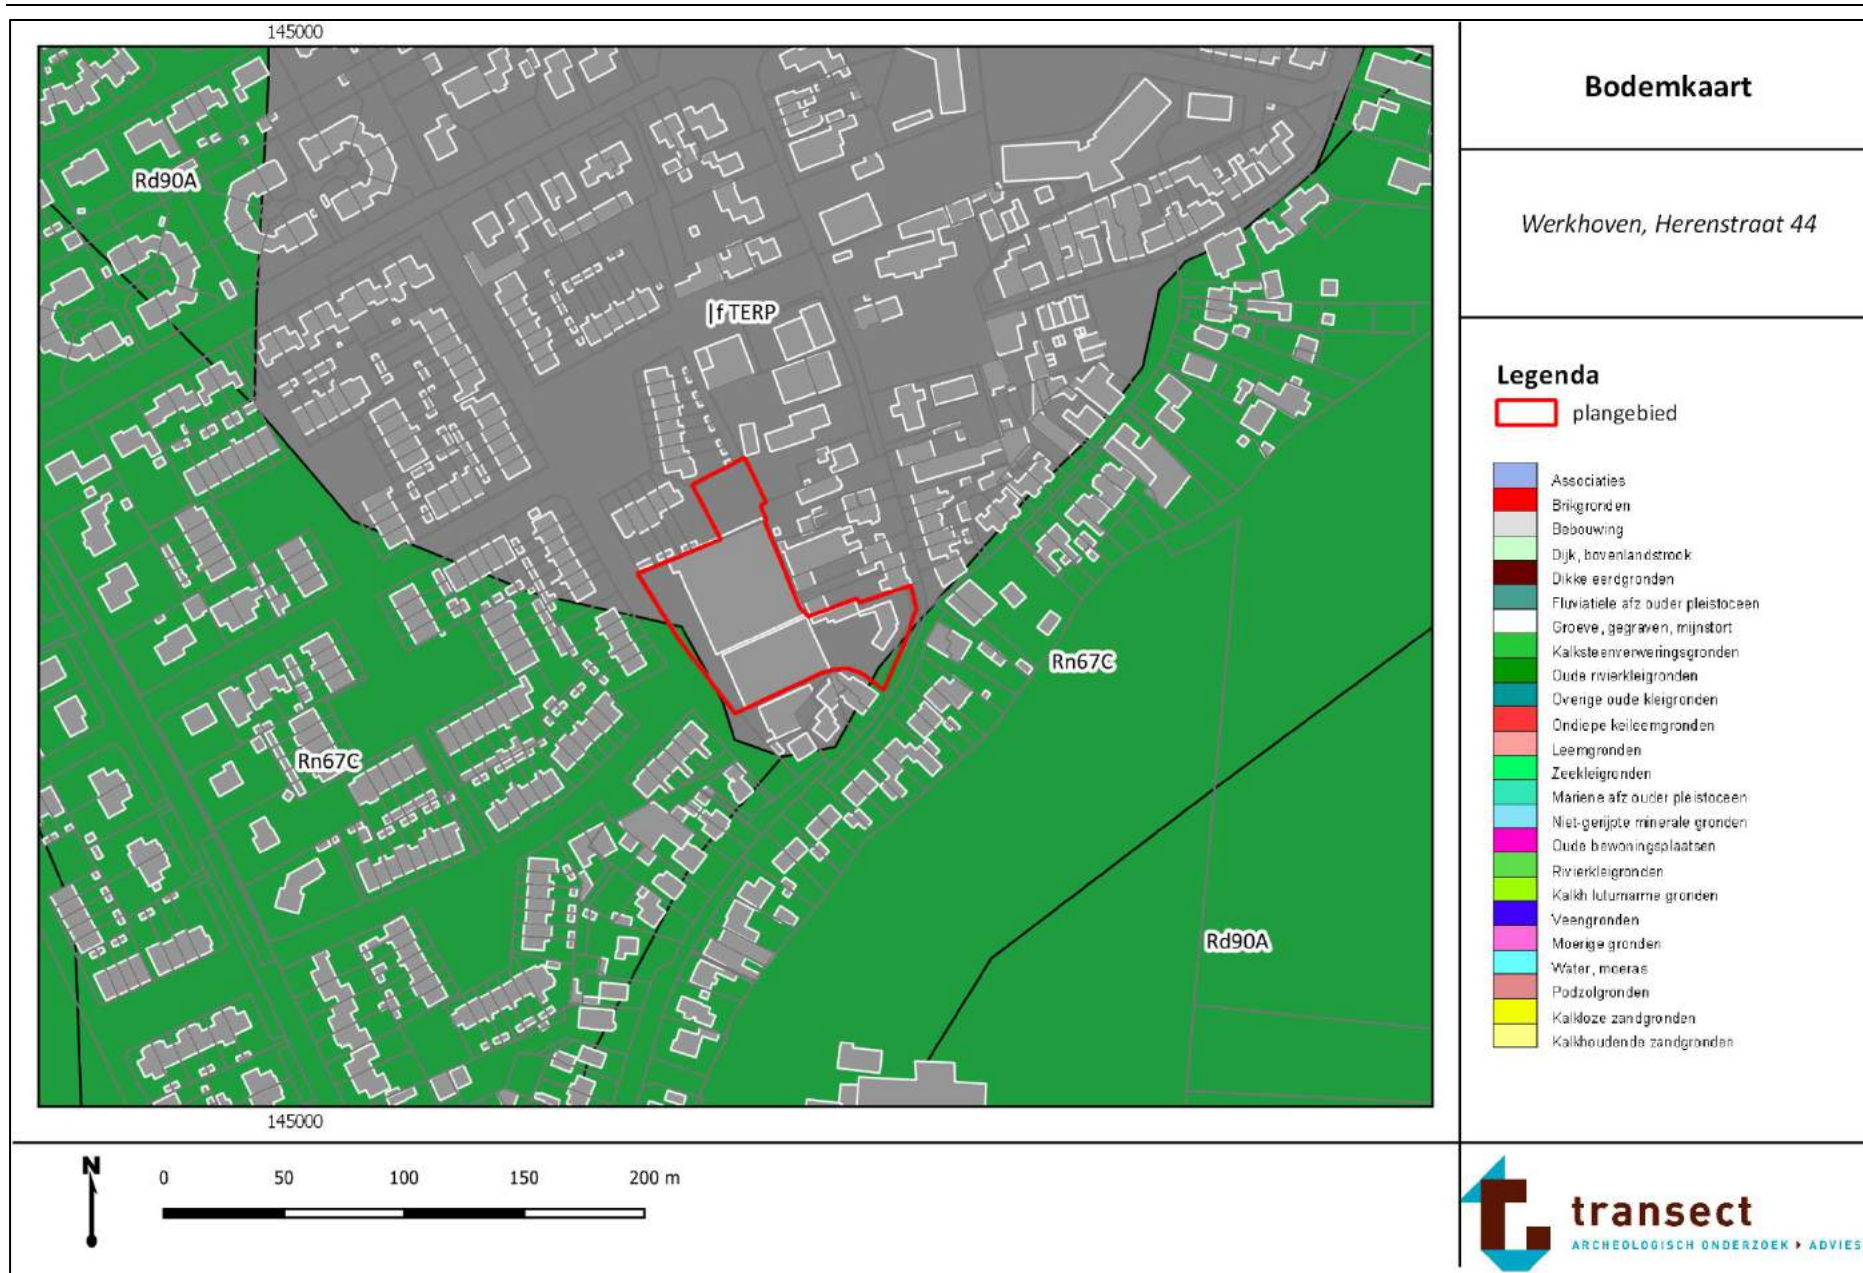 145000
Rd90A
|f TERP
Rn67C
Rn67C
Rd90A
145000
N
0 50 100 150 200 m
Bodemkaart
Werkhoven, Herenstraat 44
Legenda
plangebied
Associaties
Brikgronden
Bebouwing
Dijk, bovenlandstrook
Dikke eerdgronden
Fluviatiele afz ouder pleistoceen
Groeve, gegraven, mijnstort
Kalksteenverweringsgronden
Oude rivierkleigronden
Overige oude kleigronden
Ondiepe keileemgronden
Leemgronden
Zeekleigronden
Mariene afz ouder pleistoceen
Niet-gerijpte minerale gronden
Oude bewoningsplaatsen
Rivierkleigronden
Kalkh lutumarme gronden
Veengronden
Moerige gronden
Water, moeras
Podzolgronden
Kalkloze zandgronden
Kalkhoudende zandgronden
transect
ARCHEOLOGISCH ONDERZOEK ▸ ADVIES